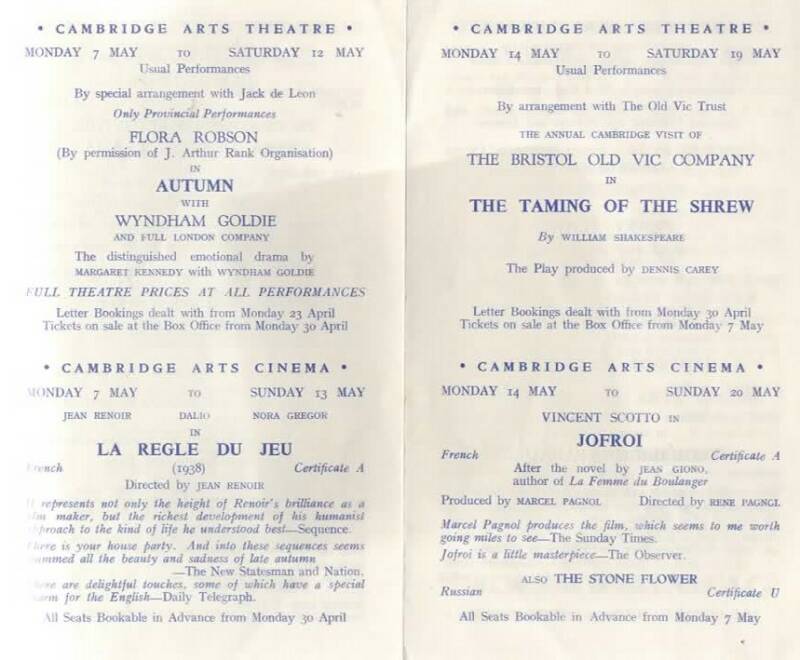 • CAMBRIDGE ARTS THEATRE •
MONDAY 7 MAY TO SATURDAY 12 MAY
Usual Performances
By special arrangement with Jack de Leon
Only Provincial Performances
FLORA ROBSON
(By permission of J. Arthur Rank Organisation)
IN
AUTUMN
WITH
WYNDHAM GOLDIE
AND FULL LONDON COMPANY
The distinguished emotional drama by
MARGARET KENNEDY with WYNDHAM GOLDIE
FULL THEATRE PRICES AT ALL PERFORMANCES
Letter Bookings dealt with from Monday 23 April
Tickets on sale at the Box Office from Monday 30 April
• CAMBRIDGE ARTS CINEMA •
MONDAY 7 MAY TO SUNDAY 13 MAY
JEAN RENOIR DALIO NORA GREGOR
IN
LA REGLE DU JEU
French (1938) Certificate A
Directed by JEAN RENOIR
It represents not only the height of Renoir's brilliance as a
film maker, but the richest development of his humanist
approach to the kind of life he understood best—Sequence.
There is your house party. And into these sequences seems
summed all the beauty and sadness of late autumn
—The New Statesman and Nation.
There are delightful touches, some of which have a special
charm for the English—Daily Telegraph.
All Seats Bookable in Advance from Monday 30 April
• CAMBRIDGE ARTS THEATRE •
MONDAY 14 MAY TO SATURDAY 19 MAY
Usual Performances
By arrangement with The Old Vic Trust
THE ANNUAL CAMBRIDGE VISIT OF
THE BRISTOL OLD VIC COMPANY
IN
THE TAMING OF THE SHREW
By WILLIAM SHAKESPEARE
The Play produced by DENNIS CAREY
Letter Bookings dealt with from Monday 30 April
Tickets on sale at the Box Office from Monday 7 May
• CAMBRIDGE ARTS CINEMA •
MONDAY 14 MAY TO SUNDAY 20 MAY
VINCENT SCOTTO IN
JOFROI
French Certificate A
After the novel by JEAN GIONO,
author of La Femme du Boulanger
Produced by MARCEL PAGNOL Directed by RENE PAGNOL
Marcel Pagnol produces the film, which seems to me worth
going miles to see—The Sunday Times.
Jofroi is a little masterpiece—The Observer.
ALSO THE STONE FLOWER
Russian Certificate U
All Seats Bookable in Advance from Monday 7 May